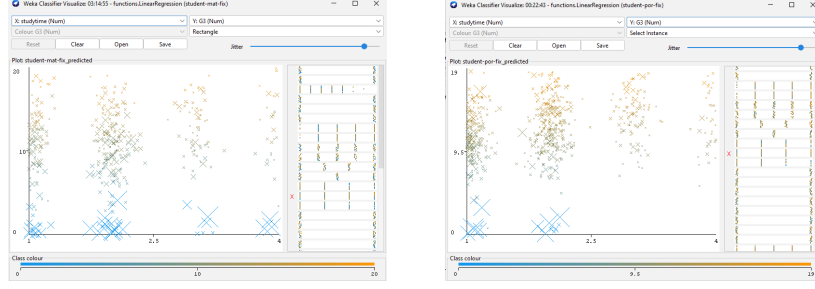 Weka Classifier Visualize: 03:14:55 - functions.LinearRegression (student-mat-fix)
X: studytime (Num)
Y: G3 (Num)
Colour: G3 (Num)
Rectangle
Reset
Clear
Open
Save
Jitter
Plot: student-mat-fix_predicted
20
10
0
1
2.5
4
X
Class colour
0
10
20
Weka Classifier Visualize: 00:22:43 - functions.LinearRegression (student-por-fix)
X: studytime (Num)
Y: G3 (Num)
Colour: G3 (Num)
Select Instance
Reset
Clear
Open
Save
Jitter
Plot: student-por-fix_predicted
19
9.5
0
1
2.5
4
X
Class colour
0
9.5
19